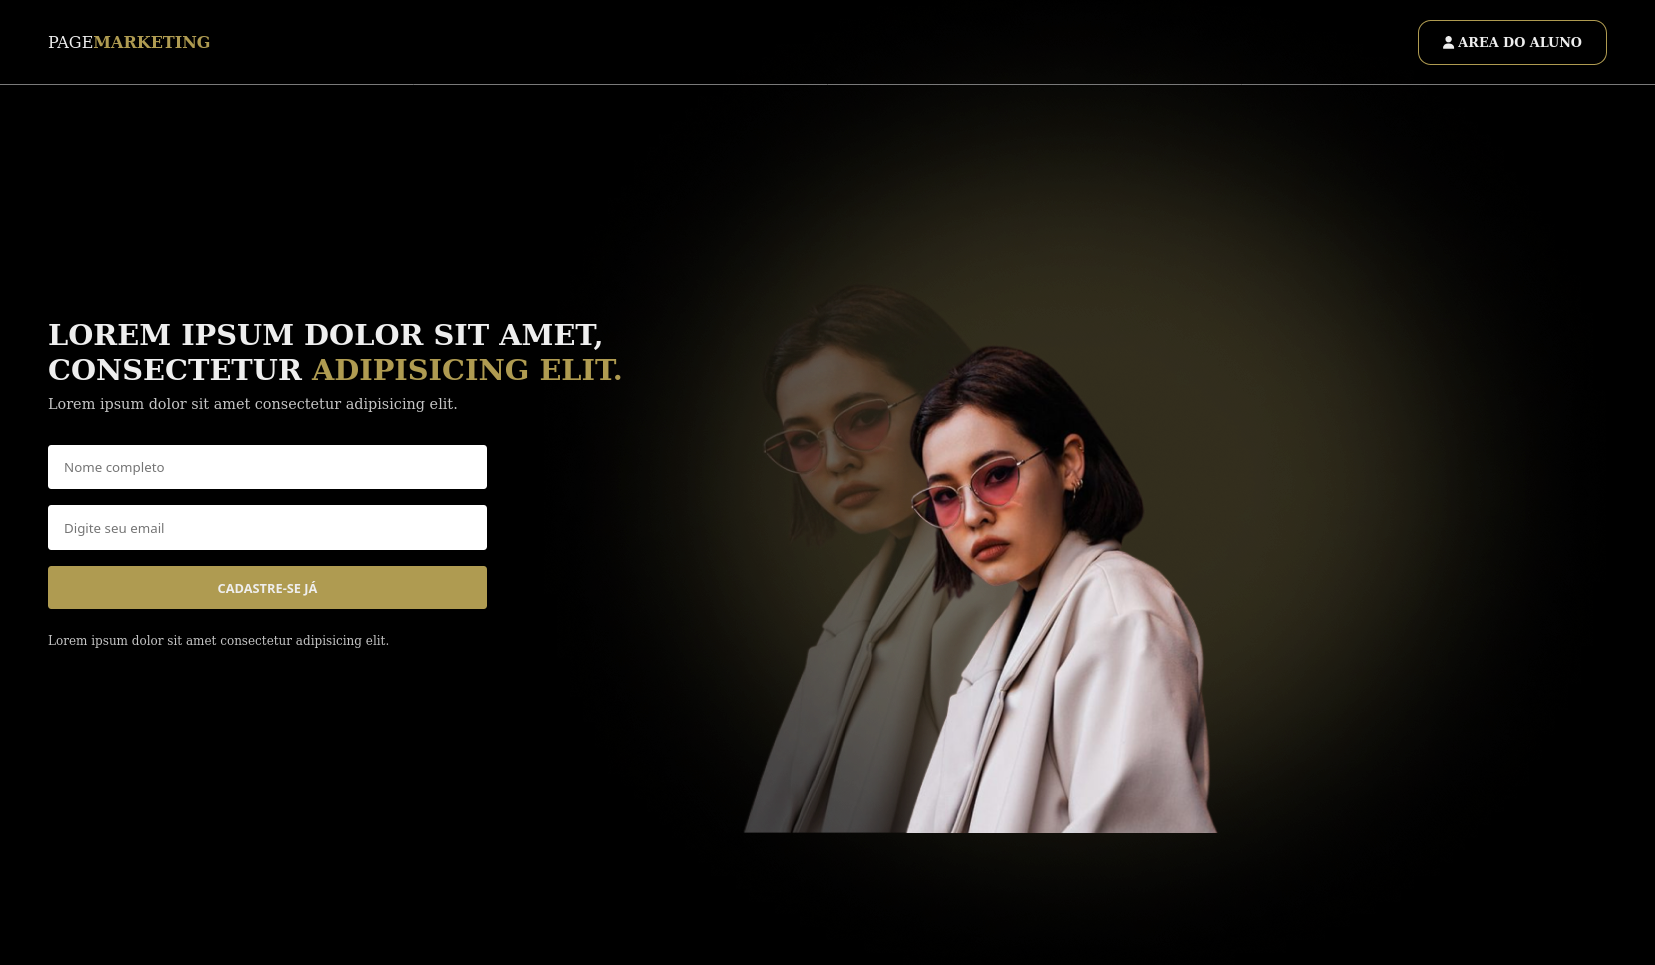 PAGEMARKETING
AREA DO ALUNO
LOREM IPSUM DOLOR SIT AMET,
CONSECTETUR ADIPISICING ELIT.
Lorem ipsum dolor sit amet consectetur adipisicing elit.
Nome completo
Digite seu email
CADASTRE-SE JÁ
Lorem ipsum dolor sit amet consectetur adipisicing elit.